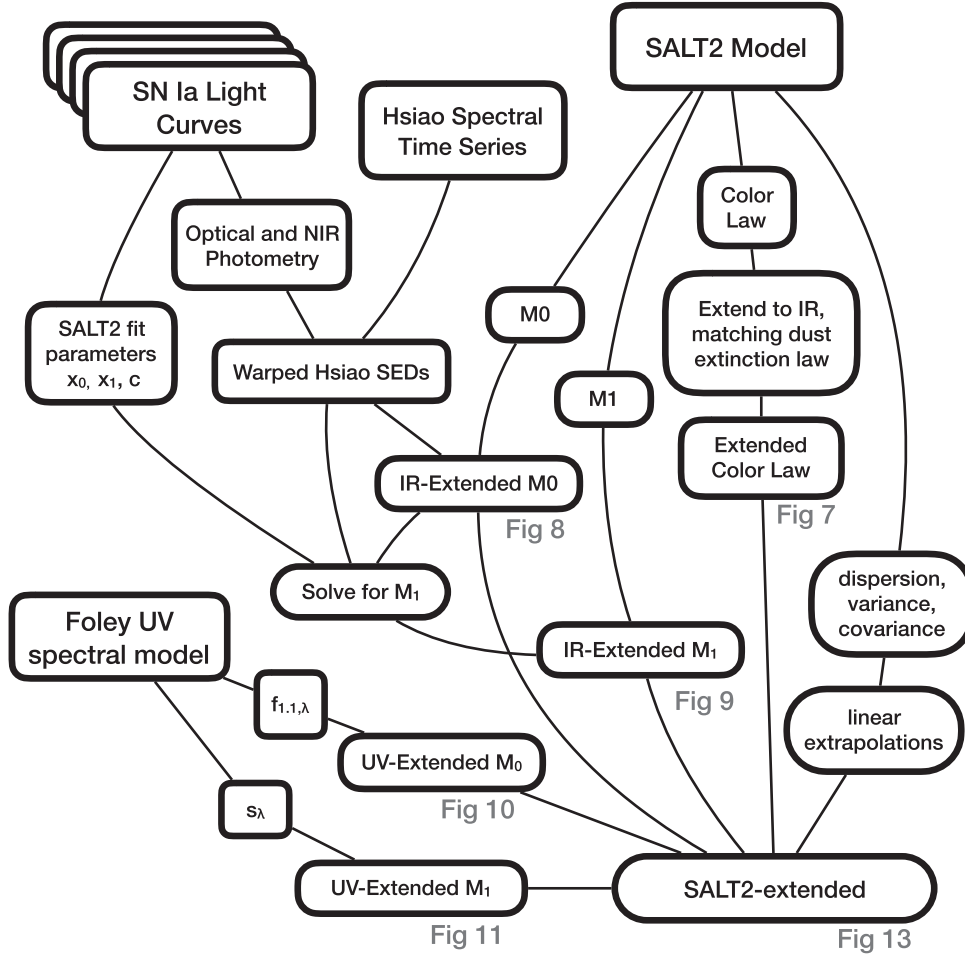 SALT2 Model
SN Ia Light
Curves
Hsiao Spectral
Time Series
Color
Law
Optical and NIR
Photometry
M0
Extend to IR,
matching dust
extinction law
SALT2 fit
parameters
x₀, x₁, c
Warped Hsiao SEDs
M1
Extended
Color Law
IR-Extended M0
Fig 7
Fig 8
dispersion,
variance,
covariance
Solve for M₁
Foley UV
spectral model
IR-Extended M₁
Fig 9
f₁.₁,λ
linear
extrapolations
UV-Extended M₀
Fig 10
sλ
UV-Extended M₁
SALT2-extended
Fig 11
Fig 13